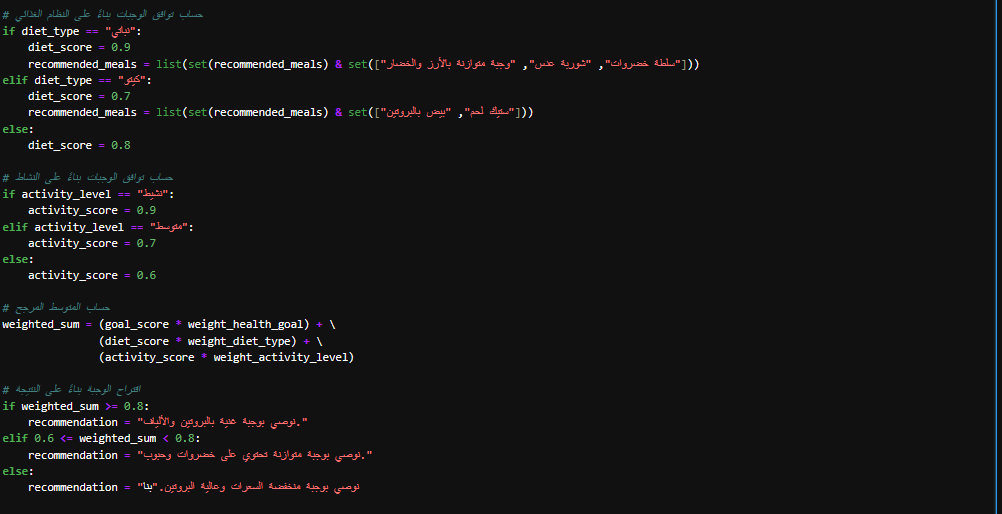 # حساب توافق الوجبات بناءً على النظام الغذائي
if diet_type == "نباتي":
    diet_score = 0.9
    recommended_meals = list(set(recommended_meals) & set(["سلطة خضروات", "شوربة عدس", "وجبة متوازنة بالأرز والخضار"]))
elif diet_type == "كيتو":
    diet_score = 0.7
    recommended_meals = list(set(recommended_meals) & set(["ستيك لحم", "بيض بالبروتين"]))
else:
    diet_score = 0.8
# حساب توافق الوجبات بناءً على النشاط
if activity_level == "نشيط":
    activity_score = 0.9
elif activity_level == "متوسط":
    activity_score = 0.7
else:
    activity_score = 0.6
# حساب المتوسط المرجح
weighted_sum = (goal_score * weight_health_goal) + \
               (diet_score * weight_diet_type) + \
               (activity_score * weight_activity_level)
# اقتراح الوجبة بناءً على النتيجة
if weighted_sum >= 0.8:
    recommendation = "نوصي بوجبة غنية بالبروتين والألياف."
elif 0.6 <= weighted_sum < 0.8:
    recommendation = "نوصي بوجبة متوازنة تحتوي على خضروات وحبوب."
else:
    recommendation = "نوصي بوجبة منخفضة السعرات وعالية البروتين."بنا